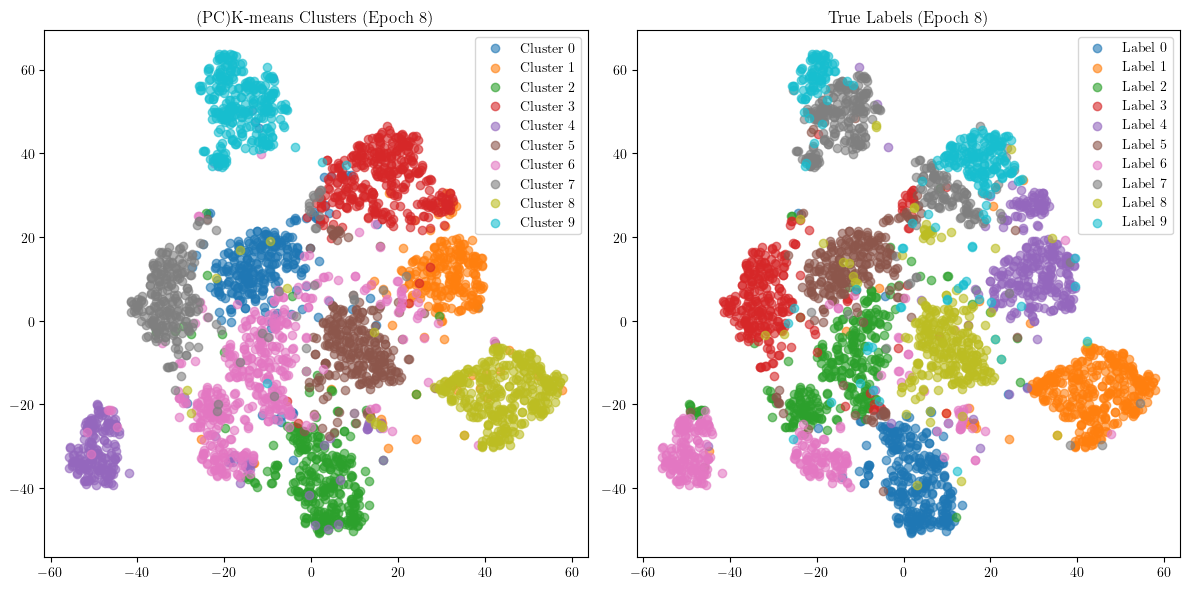 (PC)K-means Clusters (Epoch 8)
60
40
20
0
−20
−40
−60
−40
−20
0
20
40
60
Cluster 0
Cluster 1
Cluster 2
Cluster 3
Cluster 4
Cluster 5
Cluster 6
Cluster 7
Cluster 8
Cluster 9
True Labels (Epoch 8)
60
40
20
0
−20
−40
−60
−40
−20
0
20
40
60
Label 0
Label 1
Label 2
Label 3
Label 4
Label 5
Label 6
Label 7
Label 8
Label 9